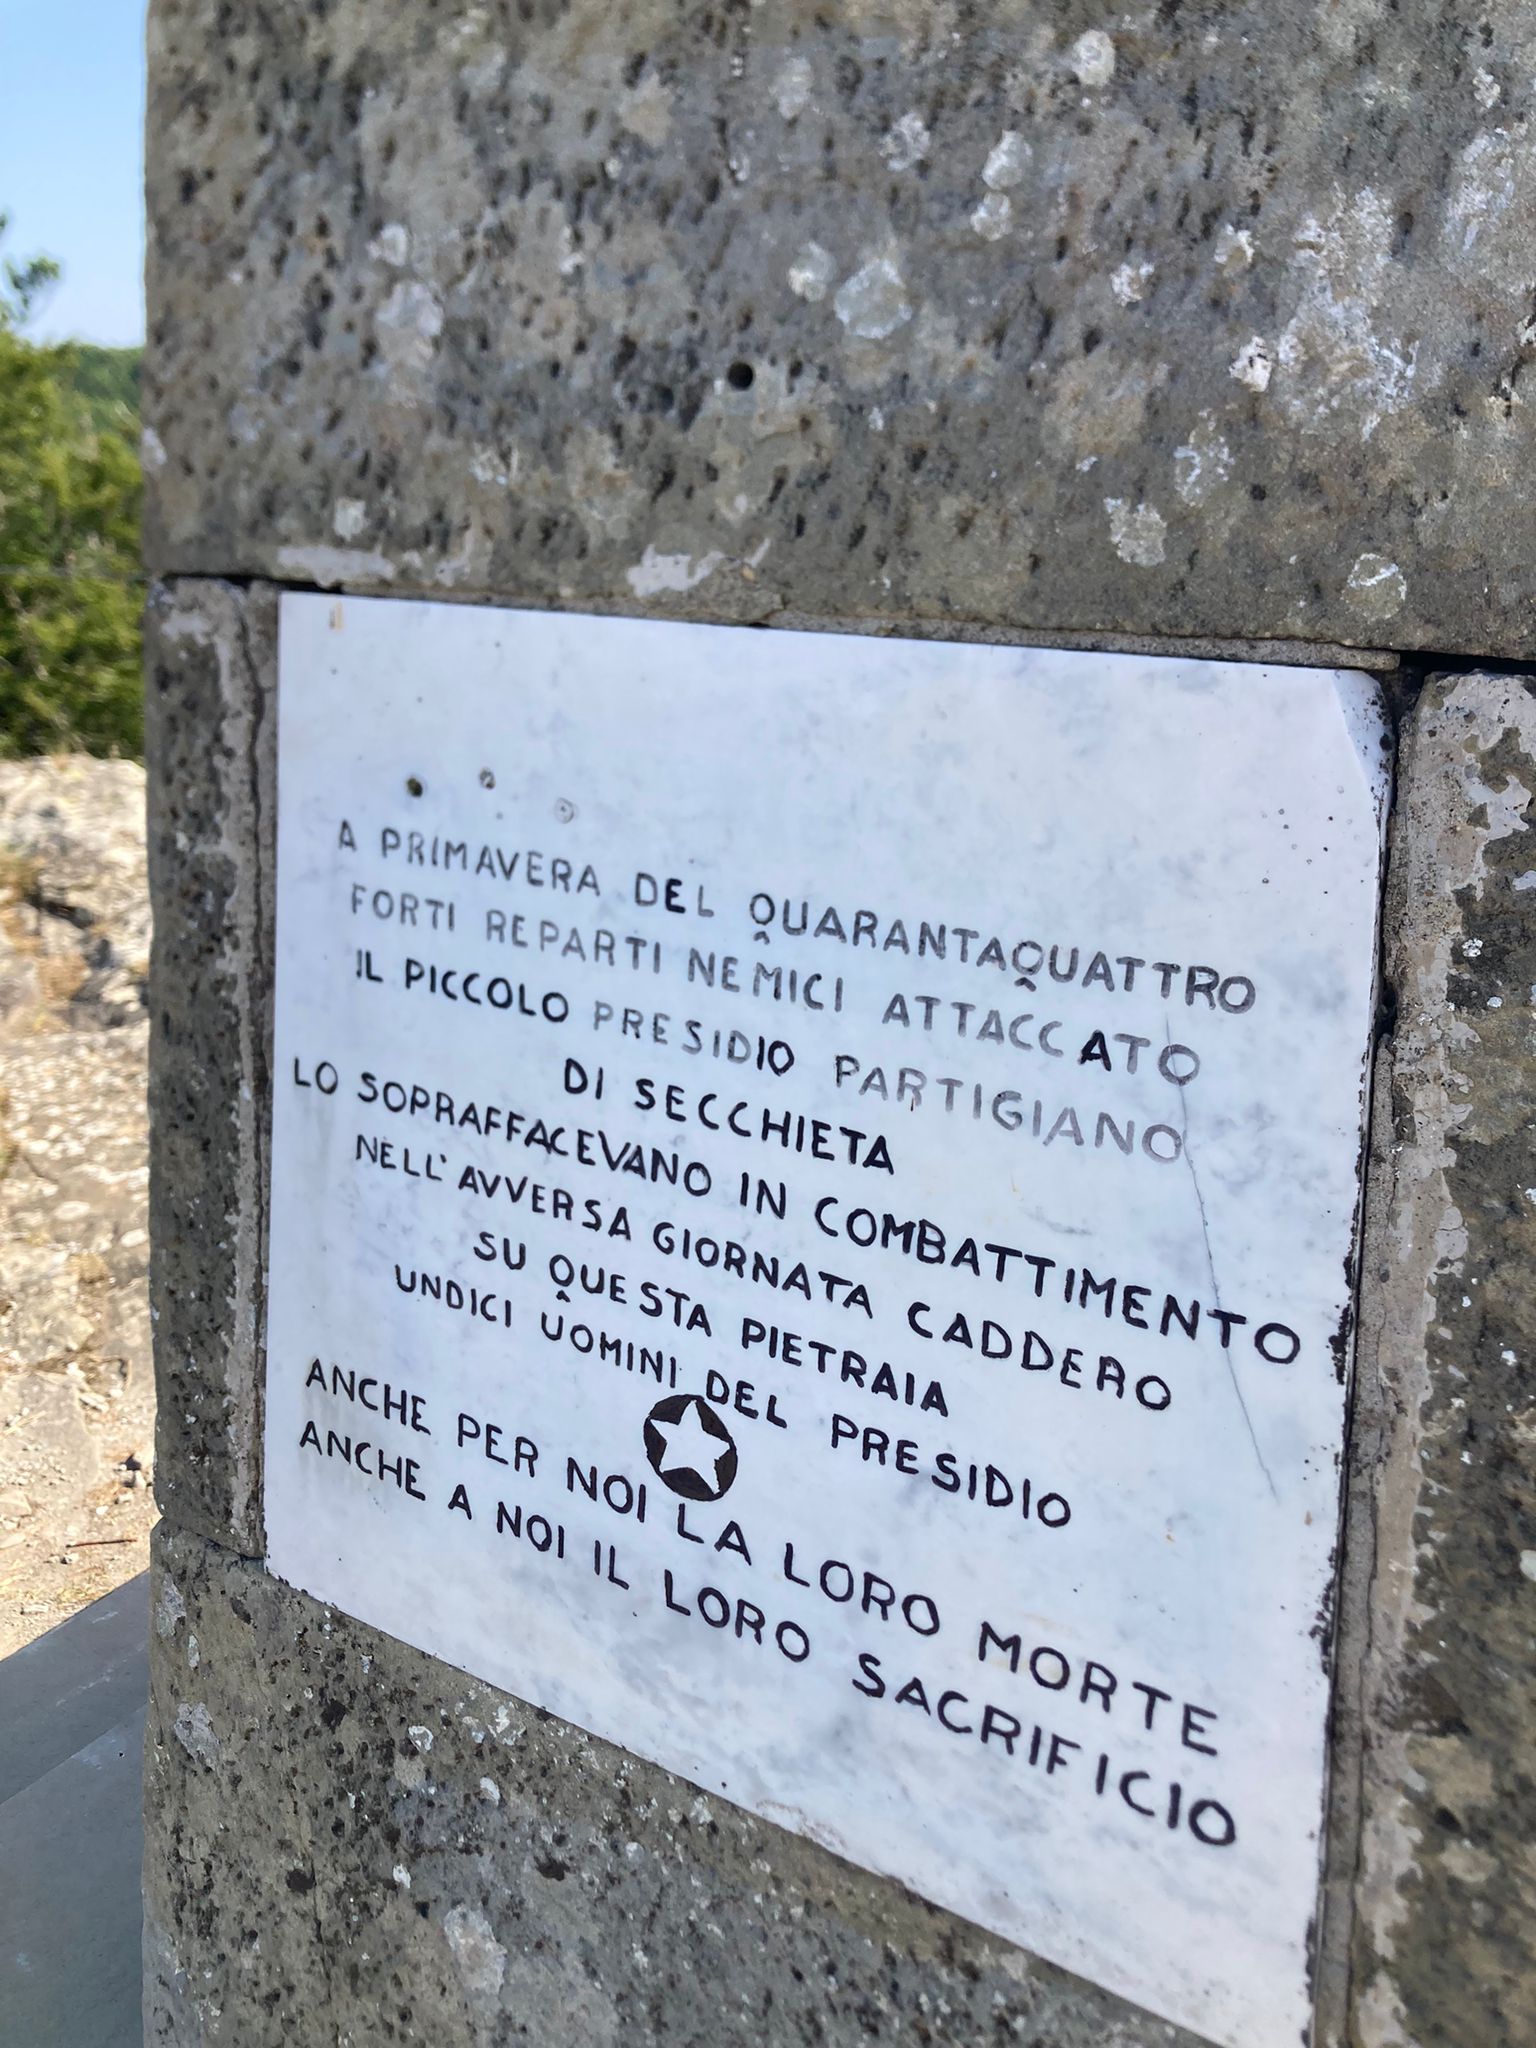 A PRIMAVERA DEL QUARANTAQUATTRO
FORTI REPARTI NEMICI ATTACCATO
IL PICCOLO PRESIDIO PARTIGIANO
DI SECCHIETA
LO SOPRAFFACEVANO IN COMBATTIMENTO
NELL'AVVERSA GIORNATA CADDERO
SU QUESTA PIETRAIA
UNDICI UOMINI DEL PRESIDIO
ANCHE PER NOI LA LORO MORTE
ANCHE A NOI IL LORO SACRIFICIO